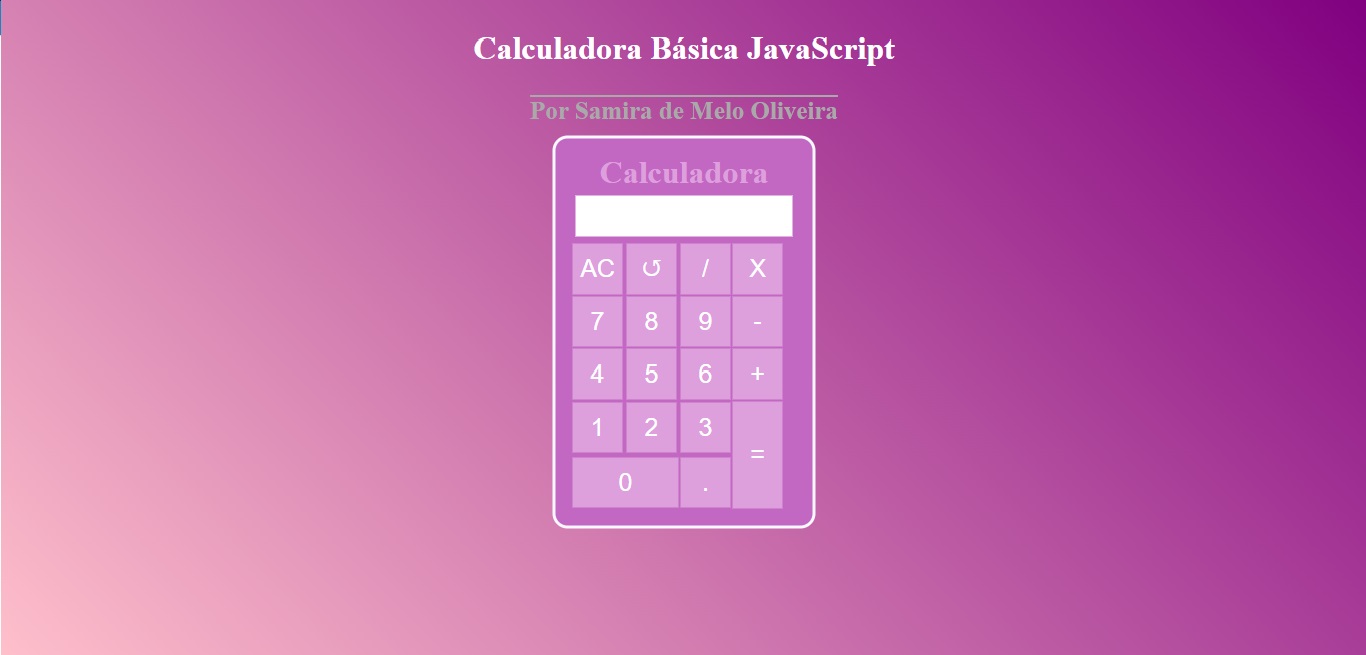 Calculadora Básica JavaScript
Por Samira de Melo Oliveira
Calculadora
AC ↺ / X
7 8 9 -
4 5 6 +
1 2 3
=
0 .